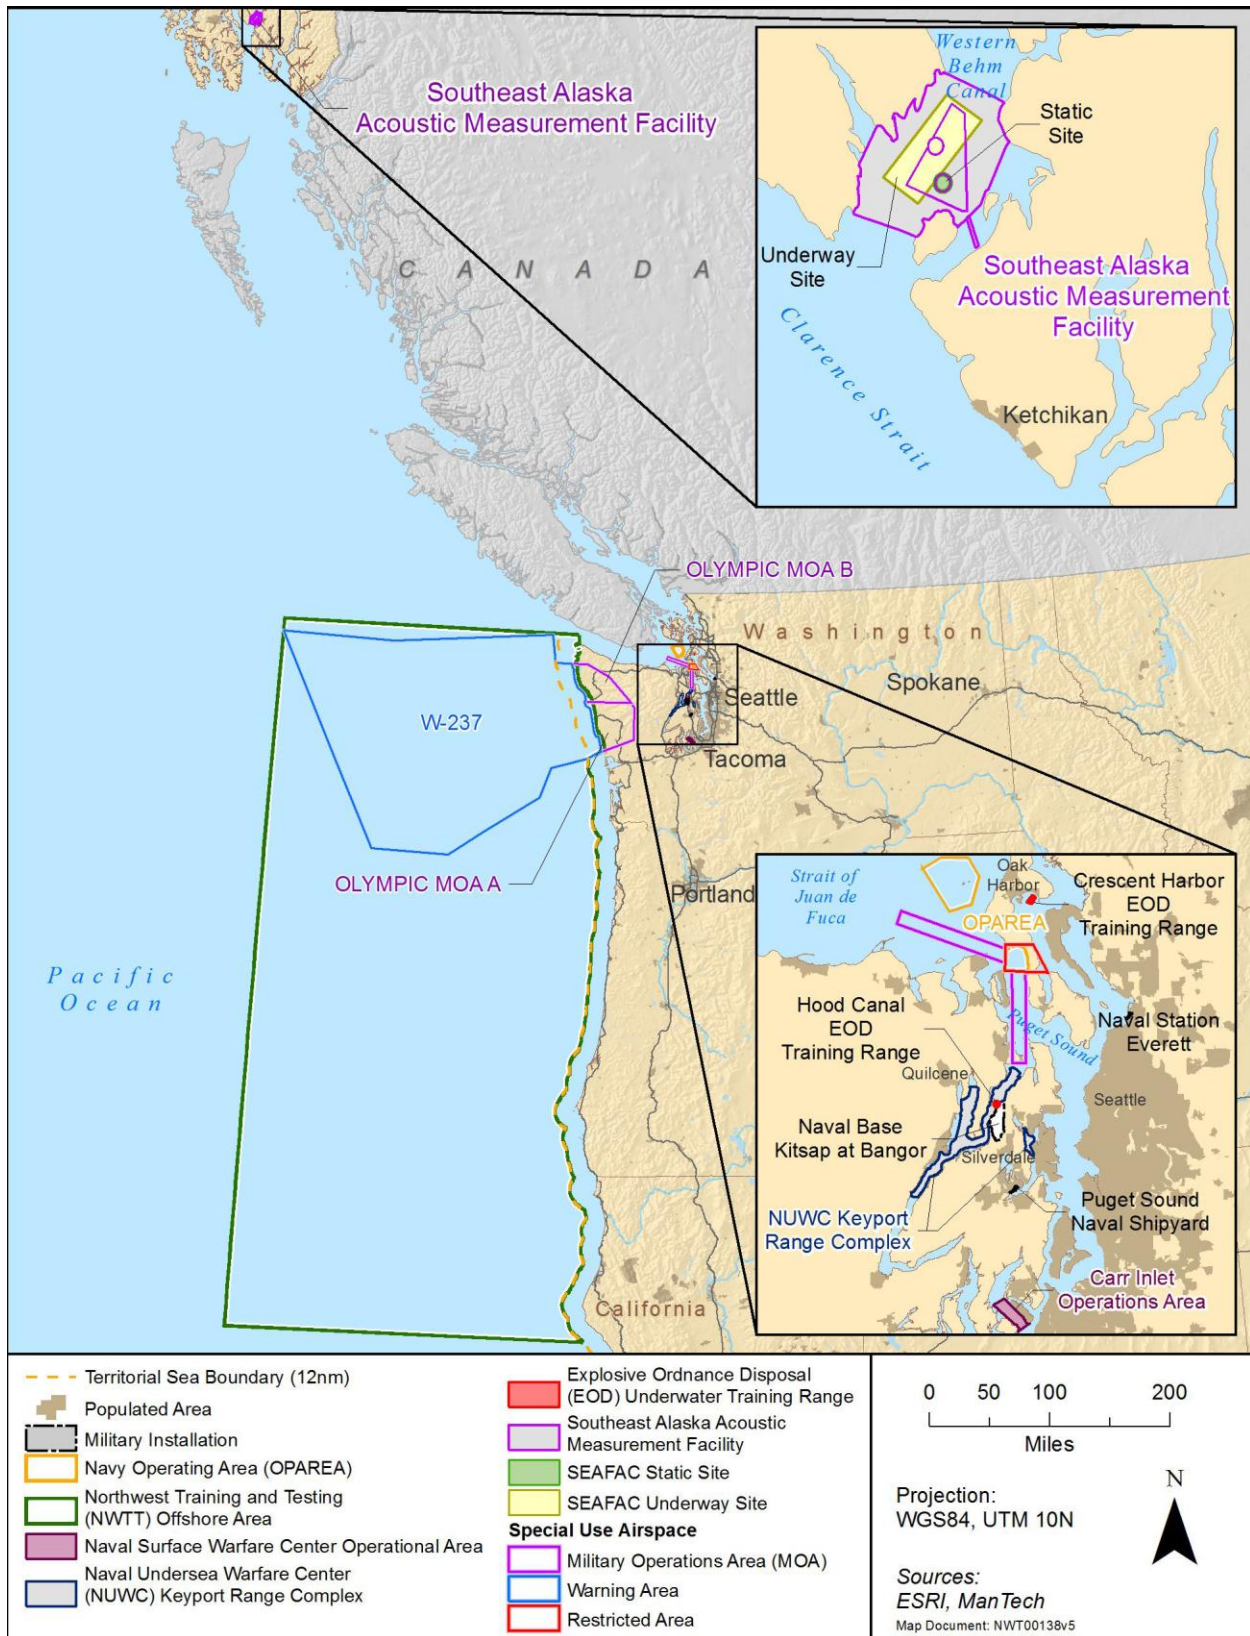 Southeast Alaska
Acoustic Measurement Facility
CANADA
Western
Behm
Canal
Static
Site
Underway
Site
Southeast Alaska
Acoustic Measurement
Facility
Clarence Strait
Ketchikan
OLYMPIC MOA B
Washington
Seattle
Spokane
W-237
Tacoma
OLYMPIC MOA A
Portland
Pacific
Ocean
California
Strait of
Juan de
Fuca
Oak
Harbor
OPAREA
Crescent Harbor
EOD
Training Range
Hood Canal
EOD
Training Range
Puget Sound
Naval Station
Everett
Quilcene
Seattle
Naval Base
Kitsap at Bangor
Silverdale
NUWC Keyport
Range Complex
Puget Sound
Naval Shipyard
Carr Inlet
Operations Area
Territorial Sea Boundary (12nm)
Populated Area
Military Installation
Navy Operating Area (OPAREA)
Northwest Training and Testing
(NWTT) Offshore Area
Naval Surface Warfare Center Operational Area
Naval Undersea Warfare Center
(NUWC) Keyport Range Complex
Explosive Ordnance Disposal
(EOD) Underwater Training Range
Southeast Alaska Acoustic
Measurement Facility
SEAFAC Static Site
SEAFAC Underway Site
Special Use Airspace
Military Operations Area (MOA)
Warning Area
Restricted Area
0 50 100 200
Miles
N
Projection:
WGS84, UTM 10N
Sources:
ESRI, ManTech
Map Document: NWT00138v5